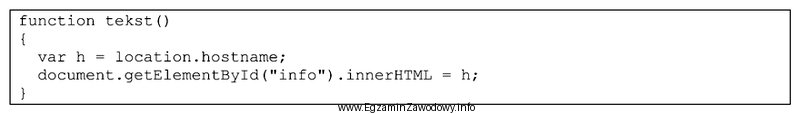 function tekst()
{
var h = location.hostname;
document.getElementById("info").innerHTML = h;
}
www.EgzaminZawodowy.info